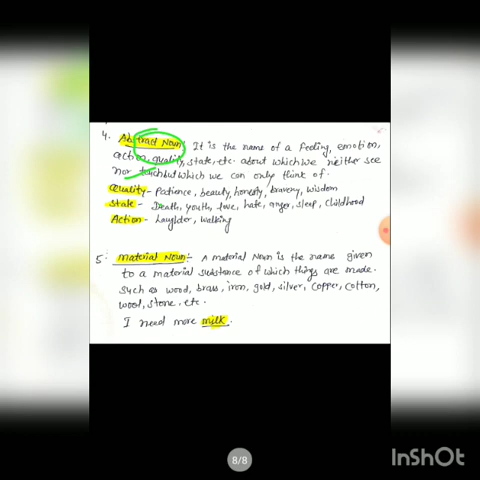 4. Abstract Noun: It is the name of a feeling, emotion,
action, quality, state, etc. about which we neither see
nor touch but which we can only think of.
Quality - Patience, beauty, honesty, bravery, wisdom
State - Death, youth, love, hate, anger, sleep, childhood
Action - Laughter, walking
5. Material Noun:- A material Noun is the name given
to a material substance of which things are made.
Such as wood, brass, iron, gold, silver, copper, cotton,
wood, stone, etc.
I need more milk.
8/8
InShOt